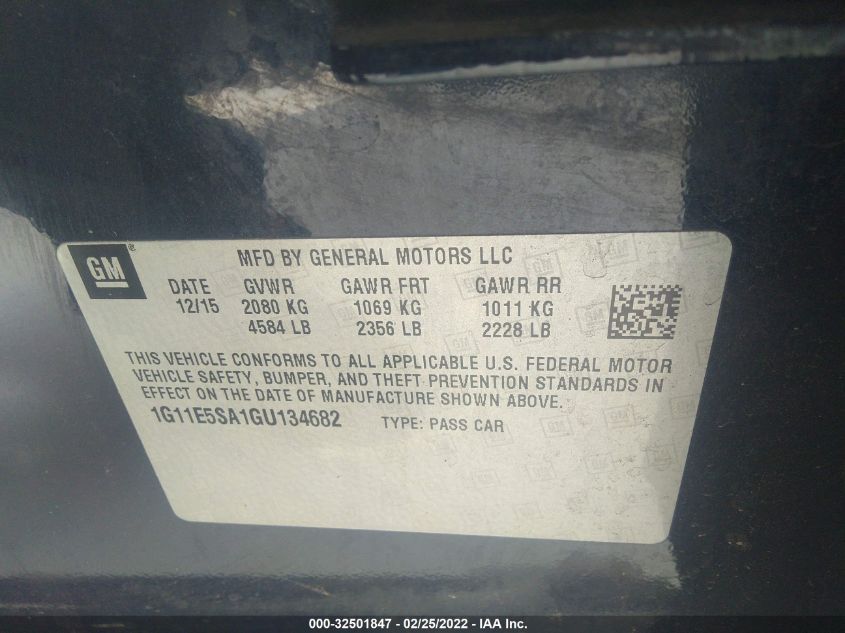 GM
MFD BY GENERAL MOTORS LLC
DATE GVWR GAWR FRT GAWR RR
12/15 2080 KG 1069 KG 1011 KG
4584 LB 2356 LB 2228 LB
THIS VEHICLE CONFORMS TO ALL APPLICABLE U.S. FEDERAL MOTOR
VEHICLE SAFETY, BUMPER, AND THEFT PREVENTION STANDARDS IN
EFFECT ON THE DATE OF MANUFACTURE SHOWN ABOVE.
1G11E5SA1GU134682 TYPE: PASS CAR
000-32501847 - 02/25/2022 - IAA Inc.